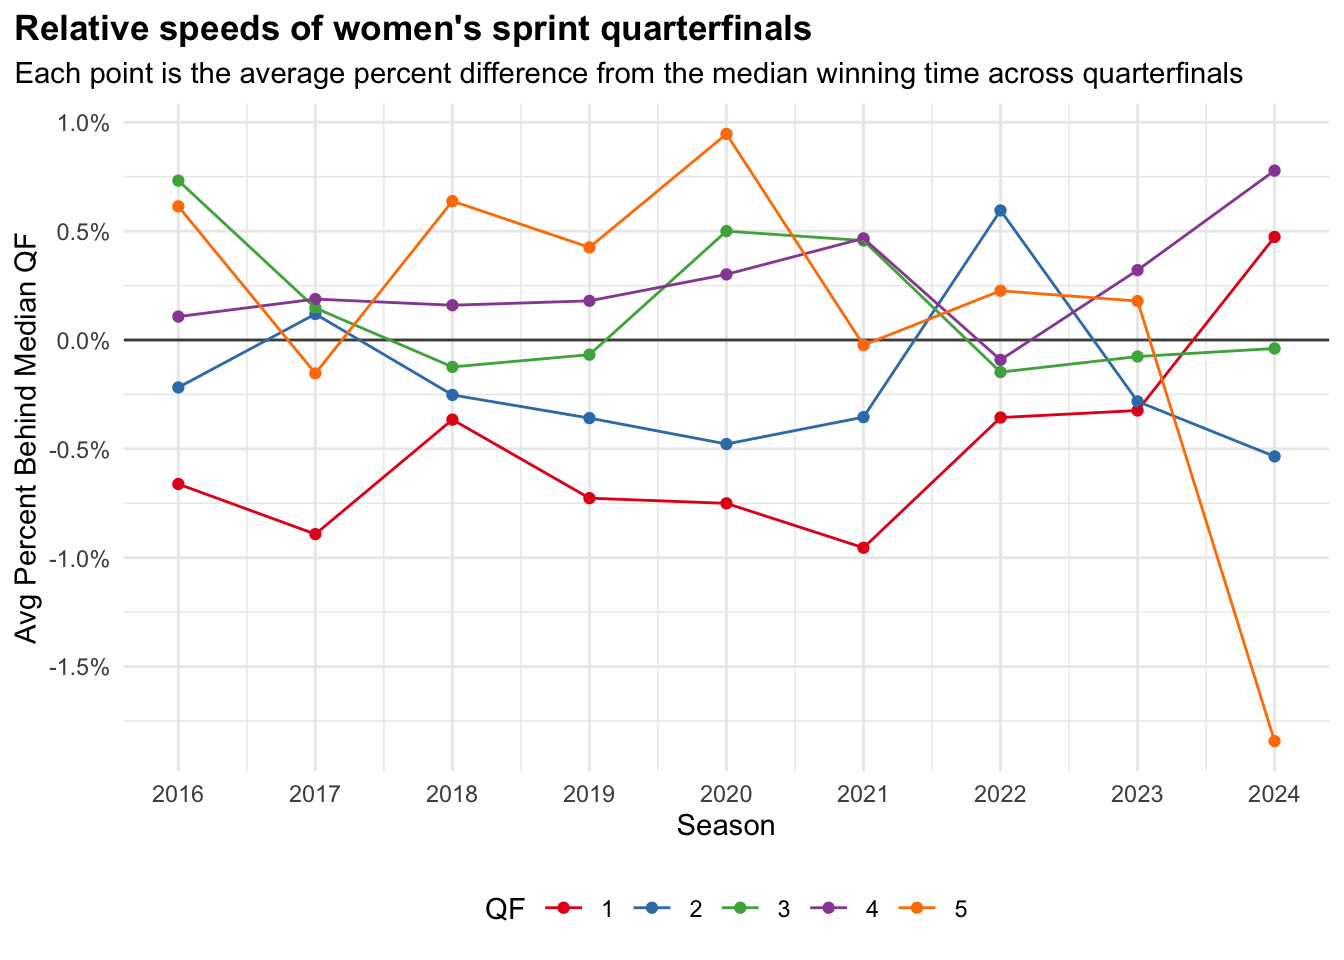 Relative speeds of women's sprint quarterfinals
Each point is the average percent difference from the median winning time across quarterfinals
Avg Percent Behind Median QF
1.0%
0.5%
0.0%
-0.5%
-1.0%
-1.5%
2016 2017 2018 2019 2020 2021 2022 2023 2024
Season
QF 1 2 3 4 5